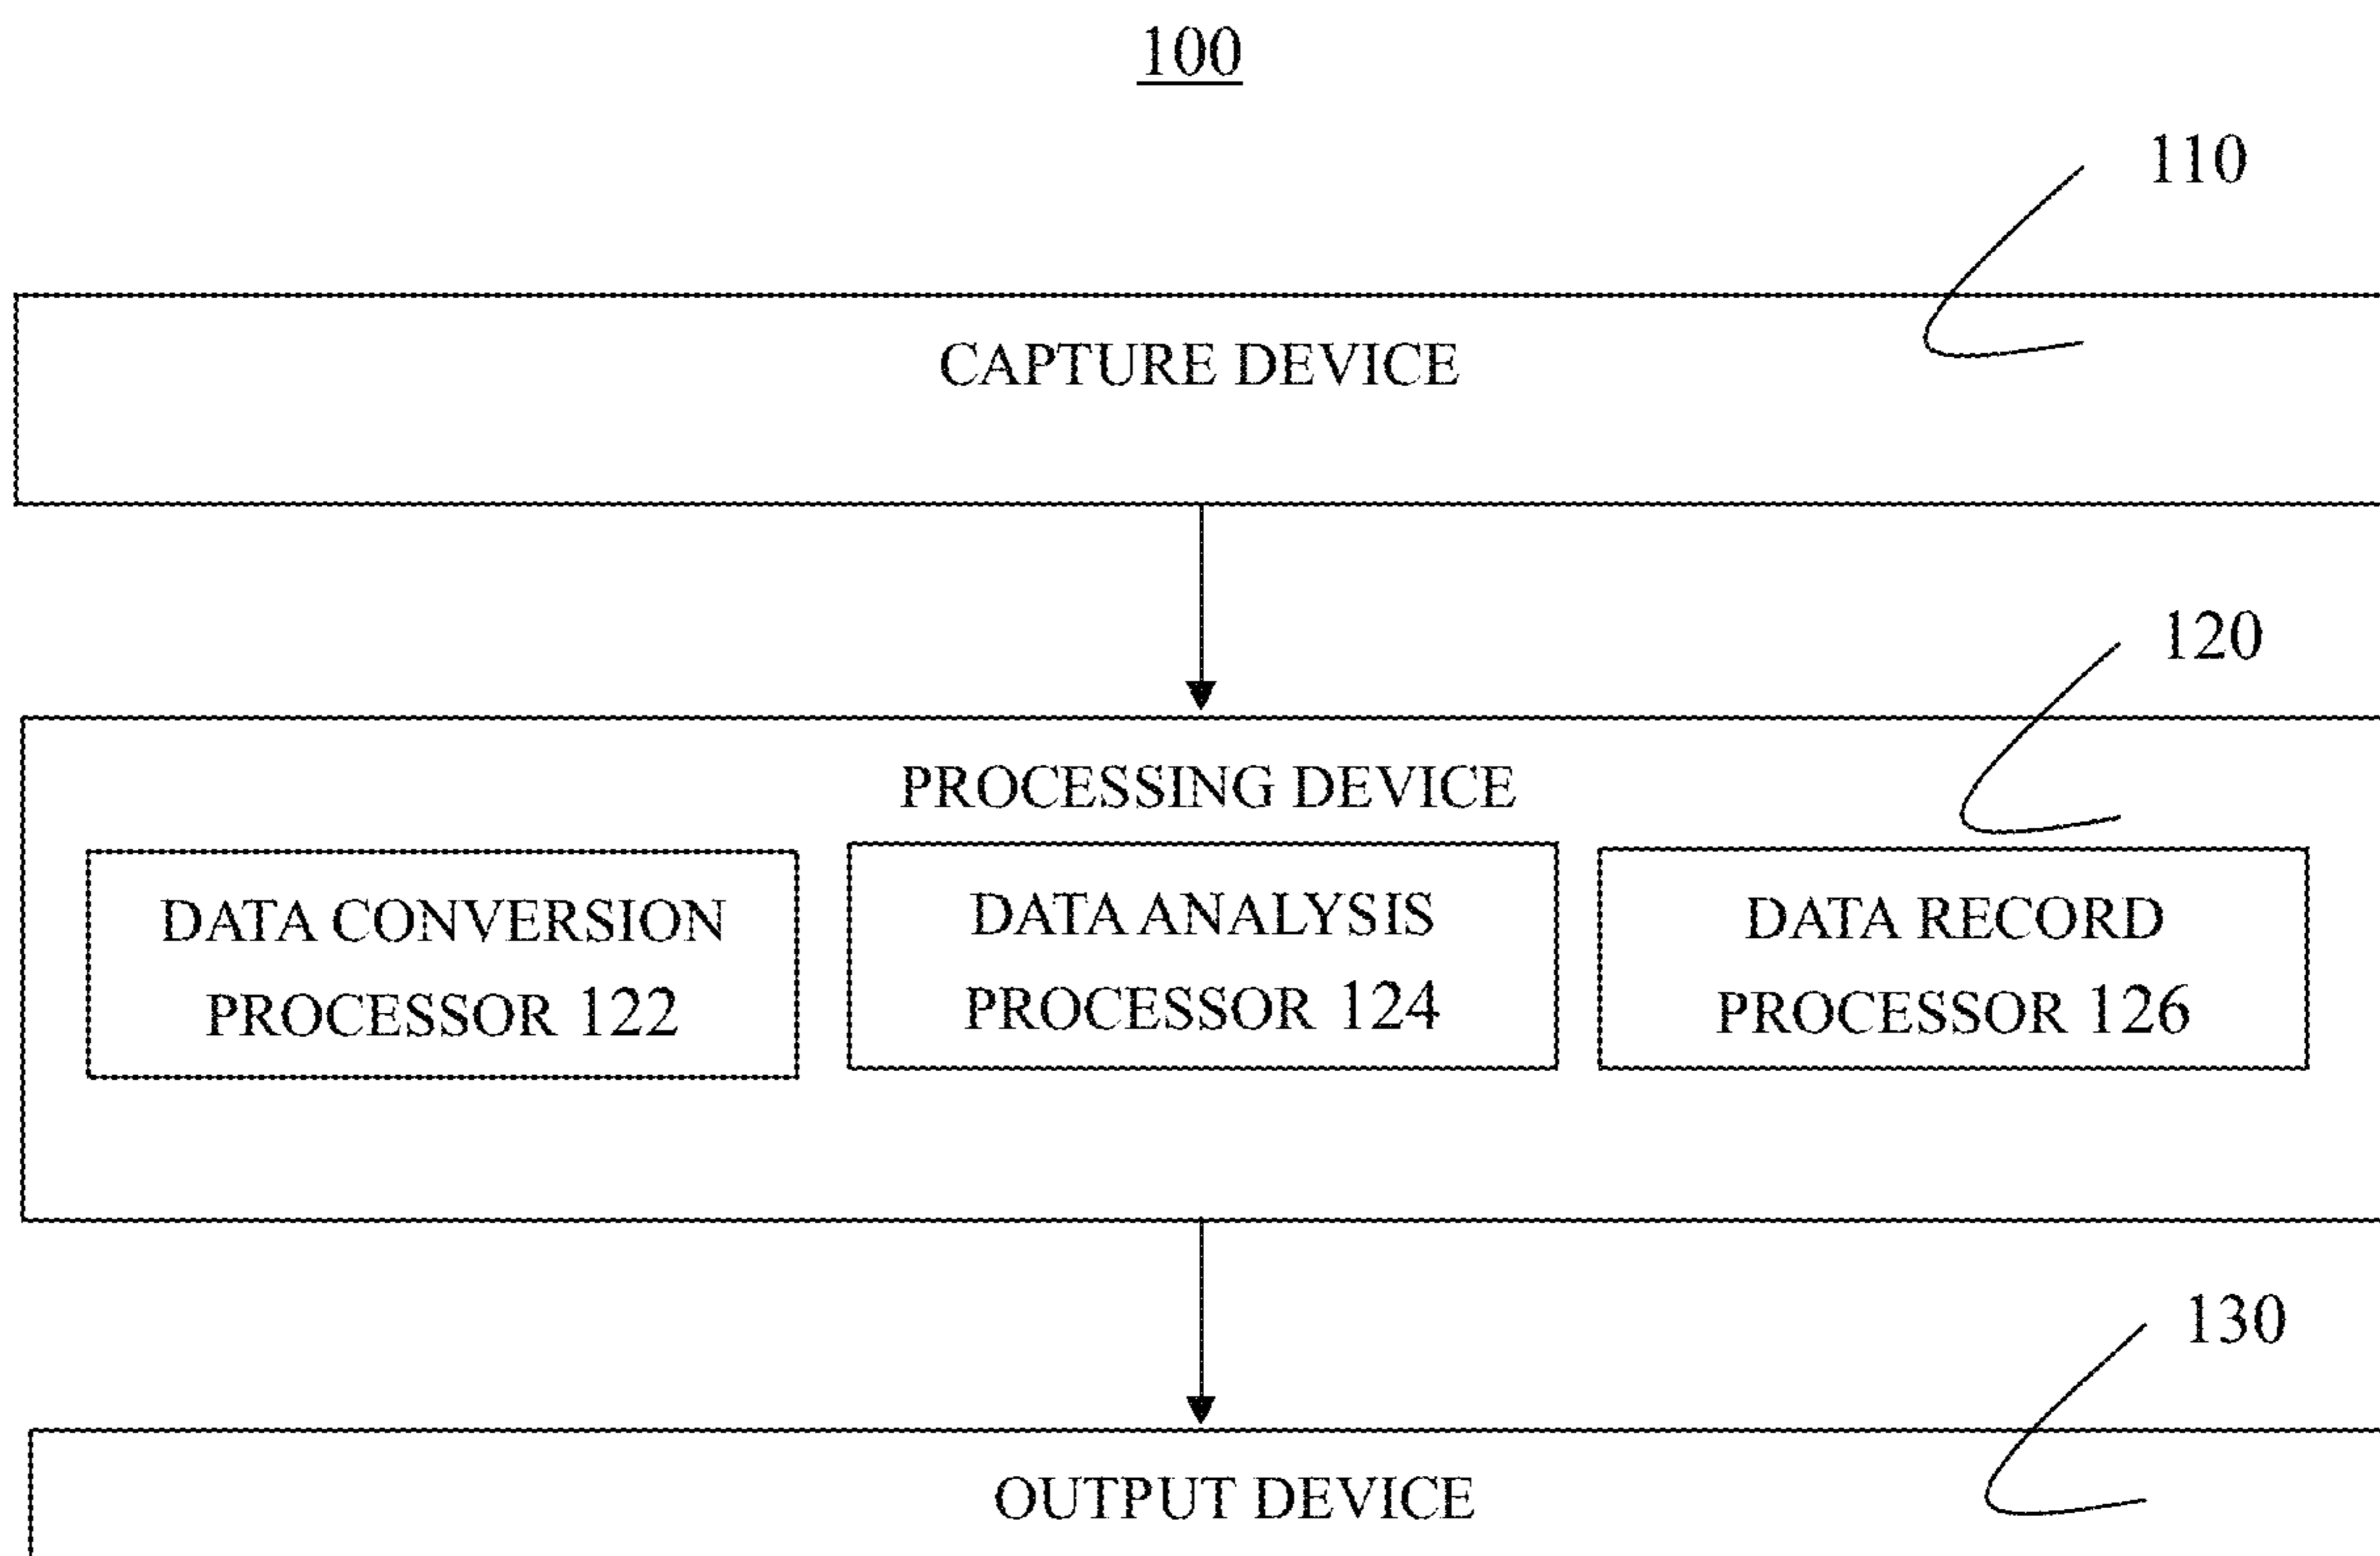 100
110
CAPTURE DEVICE
120
PROCESSING DEVICE
DATA CONVERSION
PROCESSOR 122
DATA ANALYSIS
PROCESSOR 124
DATA RECORD
PROCESSOR 126
130
OUTPUT DEVICE